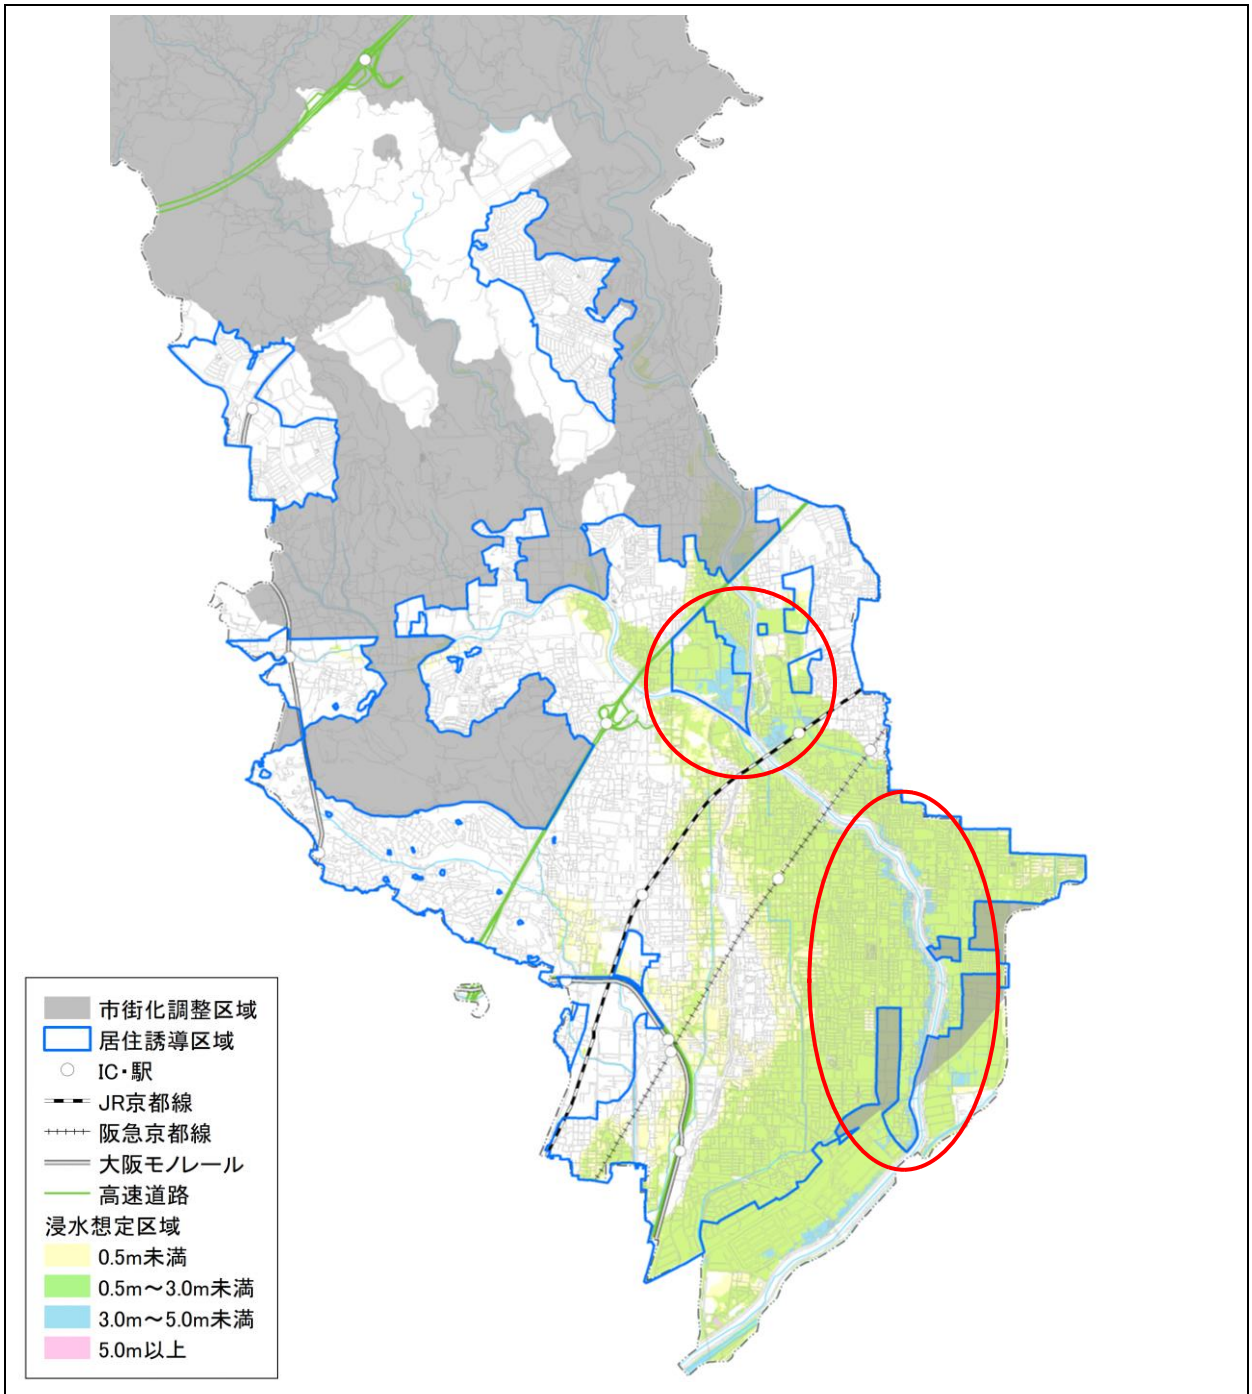 市街化調整区域
居住誘導区域
IC・駅
JR京都線
阪急京都線
大阪モノレール
高速道路
浸水想定区域
0.5m未満
0.5m～3.0m未満
3.0m～5.0m未満
5.0m以上